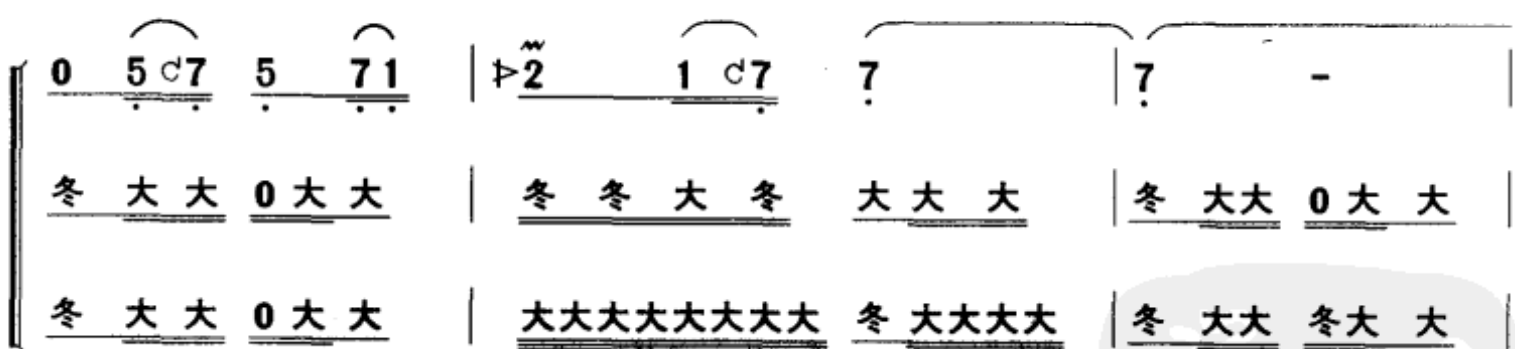 0 5 7 5 7 1 | 2 1 7 7 | 7 - |
冬 大 大 0 大 大 | 冬 冬 大 冬 大 大 大 | 冬 大大 0 大 大 |
冬 大 大 0 大 大 | 大大大大大大大大 冬 大大大大 | 冬 大大 冬大 大 |